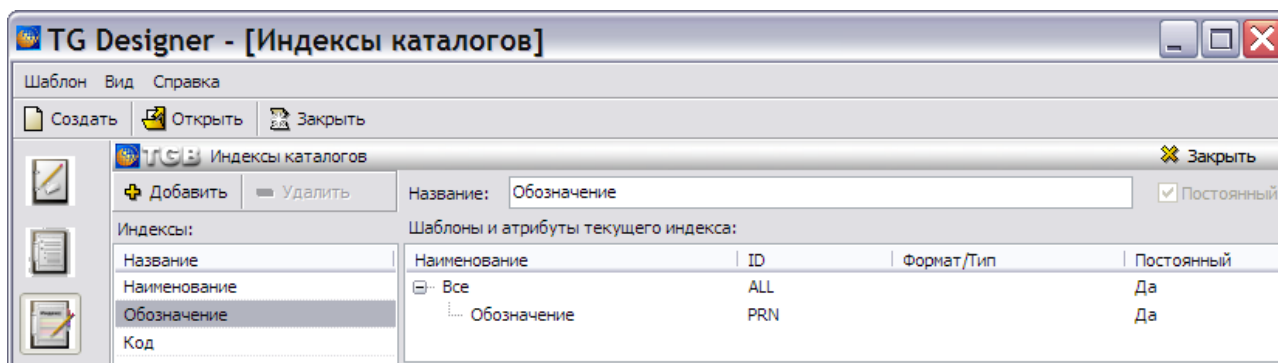 TG Designer - [Индексы каталогов]
Шаблон Вид Справка
Создать Открыть Закрыть
TGB Индексы каталогов Закрыть
Добавить Удалить Название: Обозначение Постоянный
Индексы: Шаблоны и атрибуты текущего индекса:
Название Наименование ID Формат/Тип Постоянный
Наименование Все ALL Да
Обозначение Обозначение PRN Да
Код